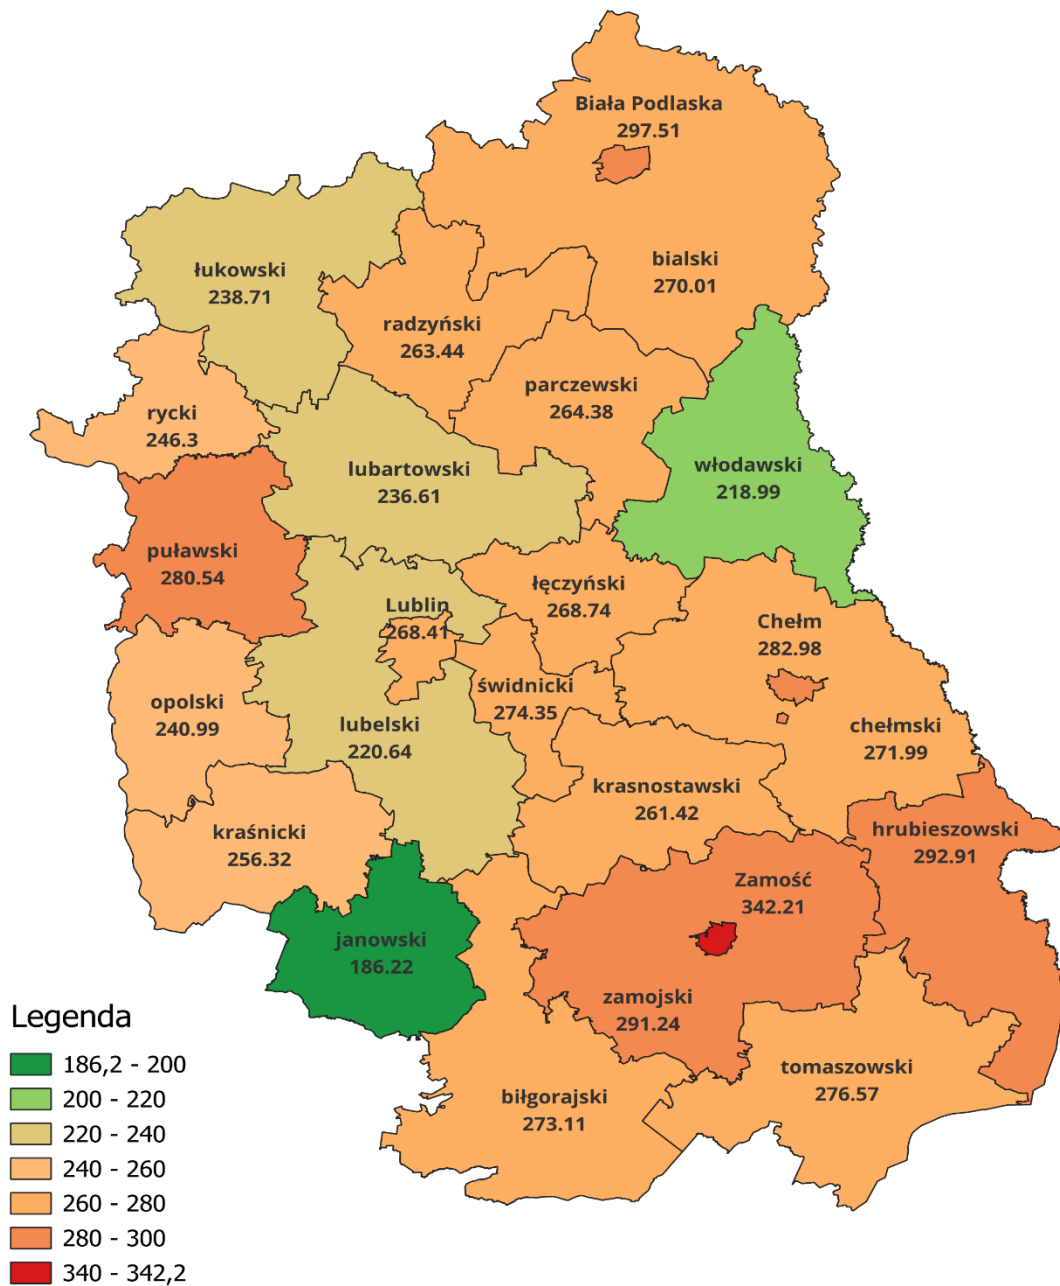 Biała Podlaska
297.51
łukowski
238.71
bialski
270.01
radzyński
263.44
parczewski
264.38
rycki
246.3
lubartowski
236.61
włodawski
218.99
puławski
280.54
łęczyński
268.74
Lublin
268.41
Chełm
282.98
opolski
240.99
świdnicki
274.35
lubelski
220.64
chełmski
271.99
krasnostawski
261.42
kraśnicki
256.32
hrubieszowski
292.91
Zamość
342.21
janowski
186.22
zamojski
291.24
tomaszowski
276.57
biłgorajski
273.11
Legenda
186,2 - 200
200 - 220
220 - 240
240 - 260
260 - 280
280 - 300
340 - 342,2